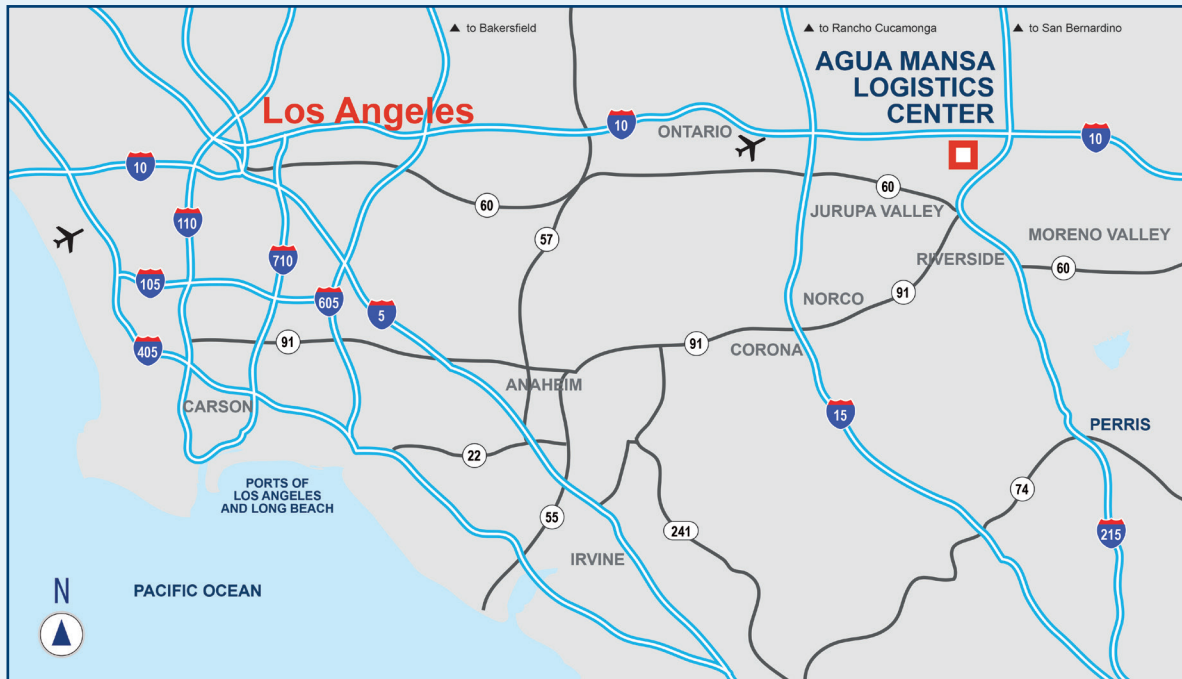 ▲ to Bakersfield
▲ to Rancho Cucamonga
▲ to San Bernardino
AGUA MANSA
LOGISTICS
CENTER
Los Angeles
10
ONTARIO
10
10
60
60
JURUPA VALLEY
110
57
MORENO VALLEY
710
RIVERSIDE
60
105
605
5
NORCO
91
405
91
91
CORONA
ANAHEIM
CARSON
15
PERRIS
22
PORTS OF
LOS ANGELES
AND LONG BEACH
74
55
241
215
IRVINE
N
PACIFIC OCEAN